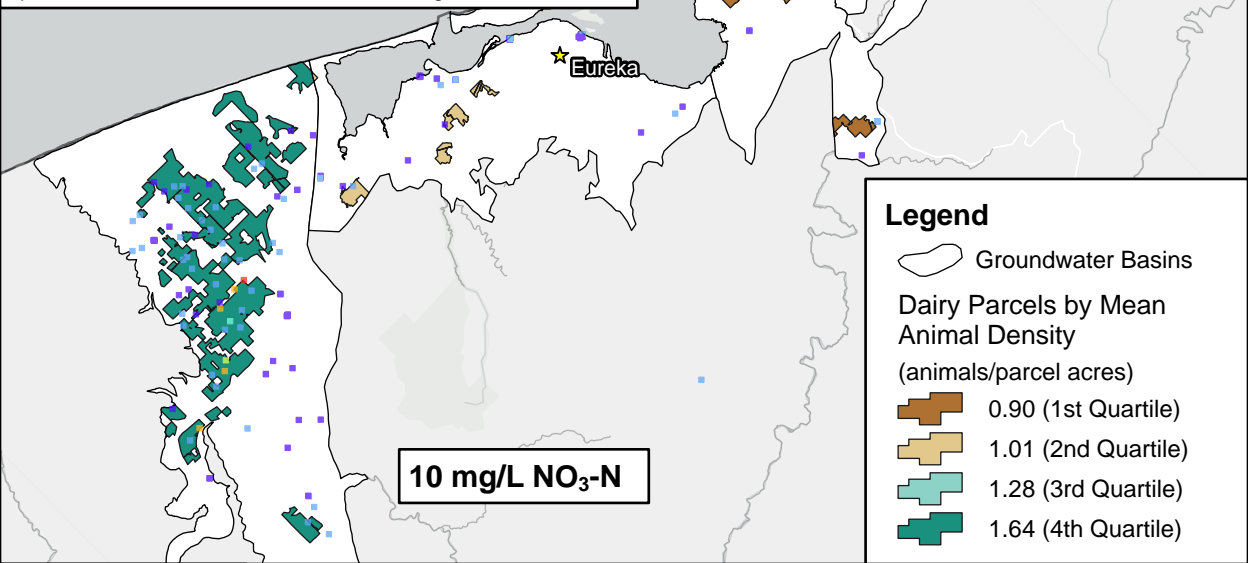 Eureka
Legend
Groundwater Basins
Dairy Parcels by Mean
Animal Density
(animals/parcel acres)
0.90 (1st Quartile)
1.01 (2nd Quartile)
1.28 (3rd Quartile)
1.64 (4th Quartile)
10 mg/L NO₃-N